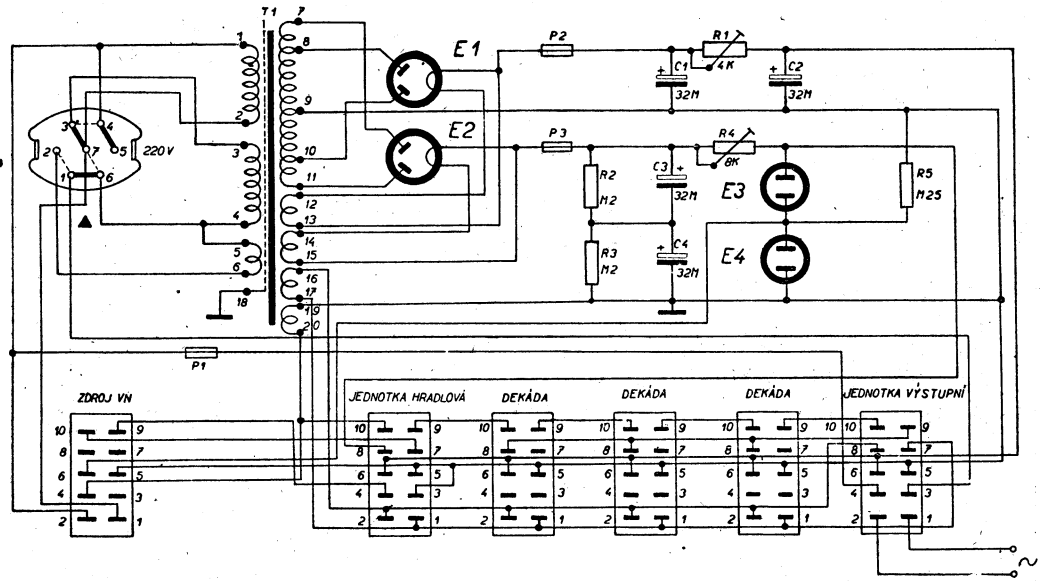 T1
1
2
3
4
5
6
18
7
8
9
10
11
12
13
14
15
16
17
19
20
3
4
2
7
5
1
6
220V
E1
E2
P2
R1
4K
+
C1
32M
+
C2
32M
P3
R4
8K
R2
M2
C3
+
32M
R3
M2
+
C4
32M
E3
E4
R5
M25
P1
ZDROJ VN
10
9
8
7
6
5
4
3
2
1
JEDNOTKA HRADLOVÁ
10
9
8
7
6
5
4
3
2
1
DEKÁDA
10
9
8
7
6
5
4
3
2
1
DEKÁDA
10
9
8
7
6
5
4
3
2
1
DEKÁDA
10
9
8
7
6
5
4
3
2
1
10
JEDNOTKA VÝSTUPNÍ
10
9
8
7
6
5
4
3
2
1
~